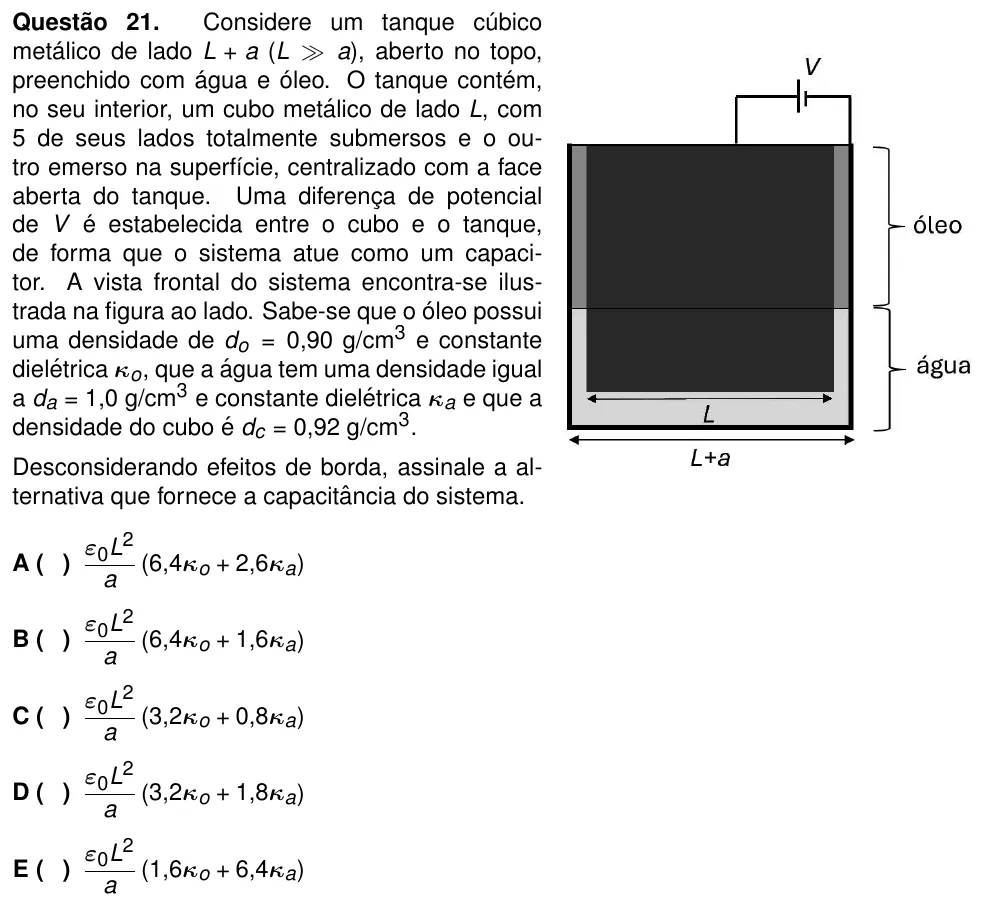 Questão 21. Considere um tanque cúbico
metálico de lado L + a (L ≫ a), aberto no topo,
preenchido com água e óleo. O tanque contém,
no seu interior, um cubo metálico de lado L, com
5 de seus lados totalmente submersos e o ou-
tro emerso na superfície, centralizado com a face
aberta do tanque. Uma diferença de potencial
de V é estabelecida entre o cubo e o tanque,
de forma que o sistema atue como um capaci-
tor. A vista frontal do sistema encontra-se ilus-
trada na figura ao lado. Sabe-se que o óleo possui
uma densidade de d_o = 0,90 g/cm³ e constante
dielétrica κ_o, que a água tem uma densidade igual
a d_a = 1,0 g/cm³ e constante dielétrica κ_a e que a
densidade do cubo é d_c = 0,92 g/cm³.
Desconsiderando efeitos de borda, assinale a al-
ternativa que fornece a capacitância do sistema.
A ( ) ε₀L²/a (6,4κ_o + 2,6κ_a)
B ( ) ε₀L²/a (6,4κ_o + 1,6κ_a)
C ( ) ε₀L²/a (3,2κ_o + 0,8κ_a)
D ( ) ε₀L²/a (3,2κ_o + 1,8κ_a)
E ( ) ε₀L²/a (1,6κ_o + 6,4κ_a)
V
óleo
água
L
L+a